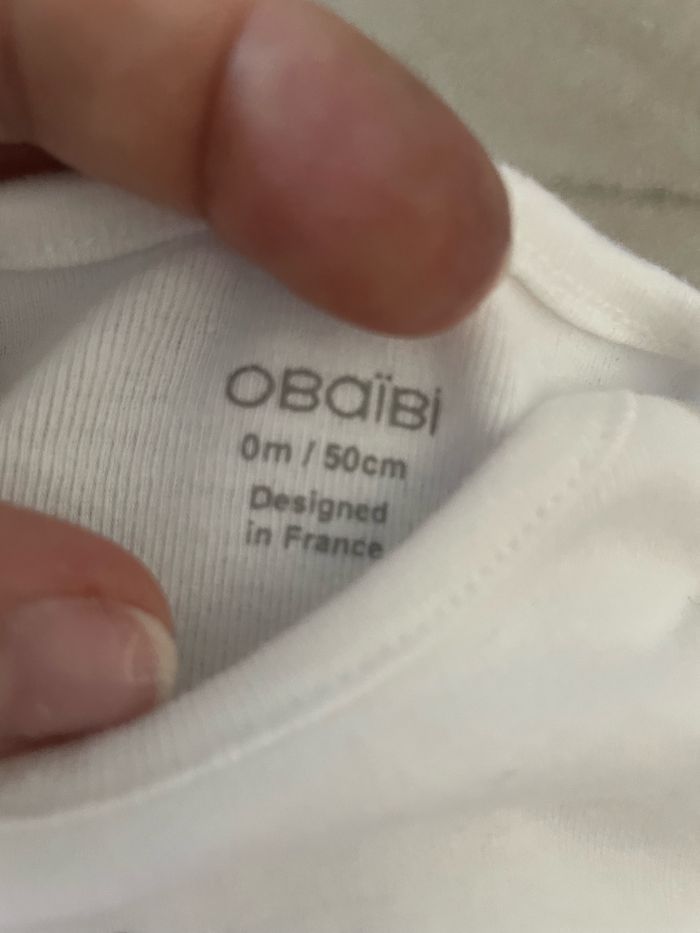 OBaïBi
0m / 50cm
Designed
in France